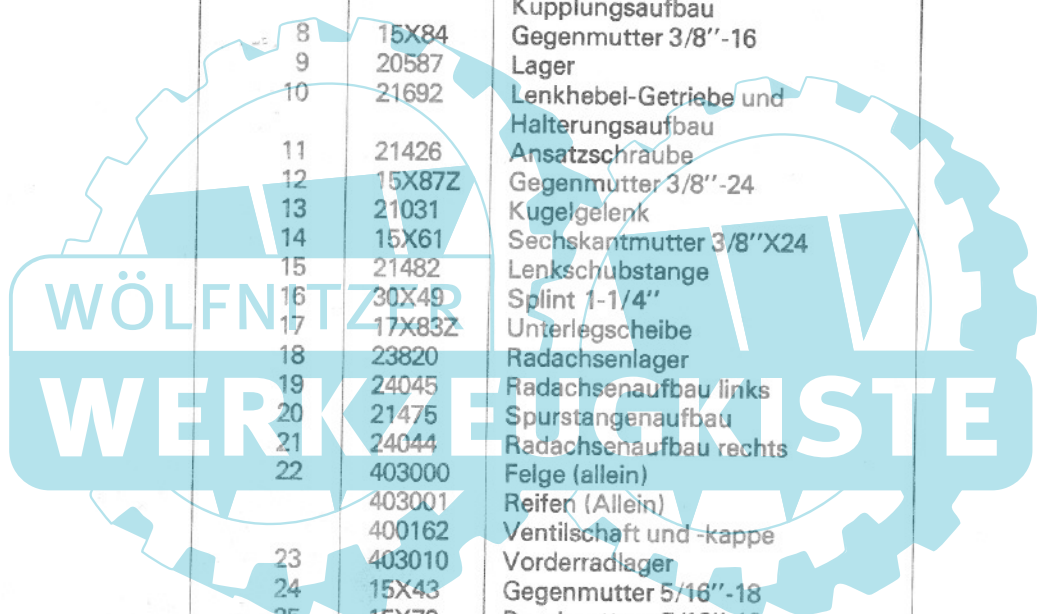 Kupplungsaufbau
8 15X84 Gegenmutter 3/8''-16
9 20587 Lager
10 21692 Lenkhebel-Getriebe und
Halterungsaufbau
11 21426 Ansatzschraube
12 15X87Z Gegenmutter 3/8''-24
13 21031 Kugelgelenk
14 15X61 Sechskantmutter 3/8''X24
15 21482 Lenkschubstange
WÖLFNITZER
16 30X49 Splint 1-1/4''
17 17X83Z Unterlegscheibe
18 23820 Radachsenlager
WERKZEUGKISTE
19 24045 Radachsenaufbau links
20 21475 Spurstangenaufbau
21 24044 Radachsenaufbau rechts
22 403000 Felge (allein)
403001 Reifen (Allein)
400162 Ventilschaft und -kappe
23 403010 Vorderradlager
24 15X43 Gegenmutter 5/16''-18
25